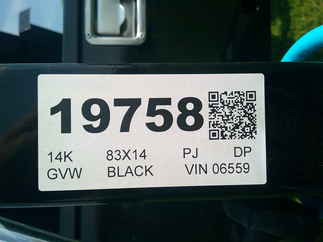 19758
14K 83X14 PJ DP
GVW BLACK VIN 06559